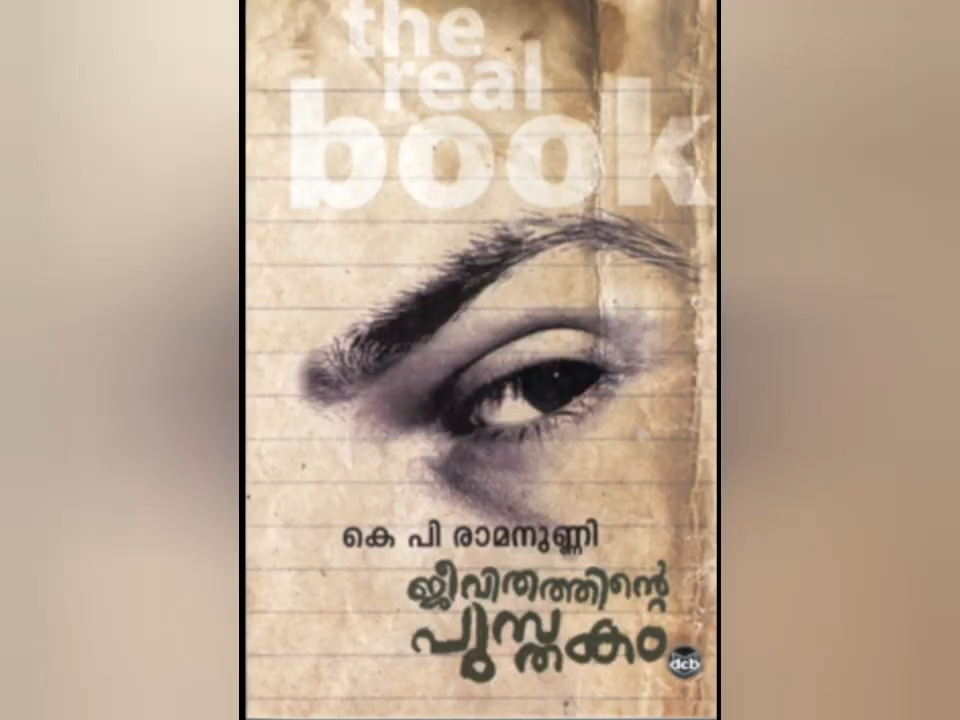 the
real
book
കെ പി രാമനുണ്ണി
ജീവിതത്തിന്റെ
പുസ്തകം
dcb